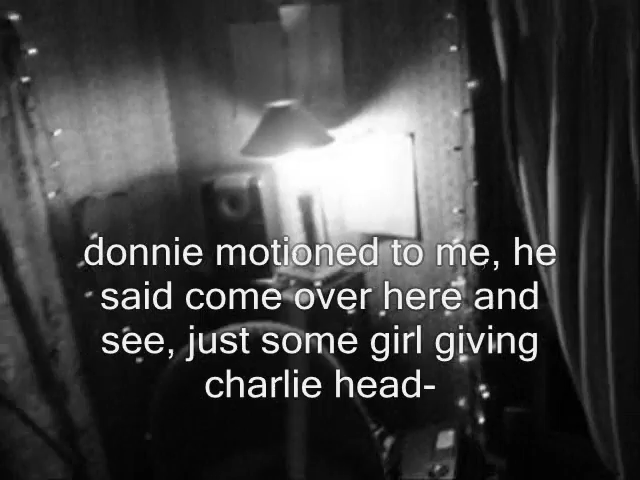 donnie motioned to me, he
said come over here and
see, just some girl giving
charlie head-